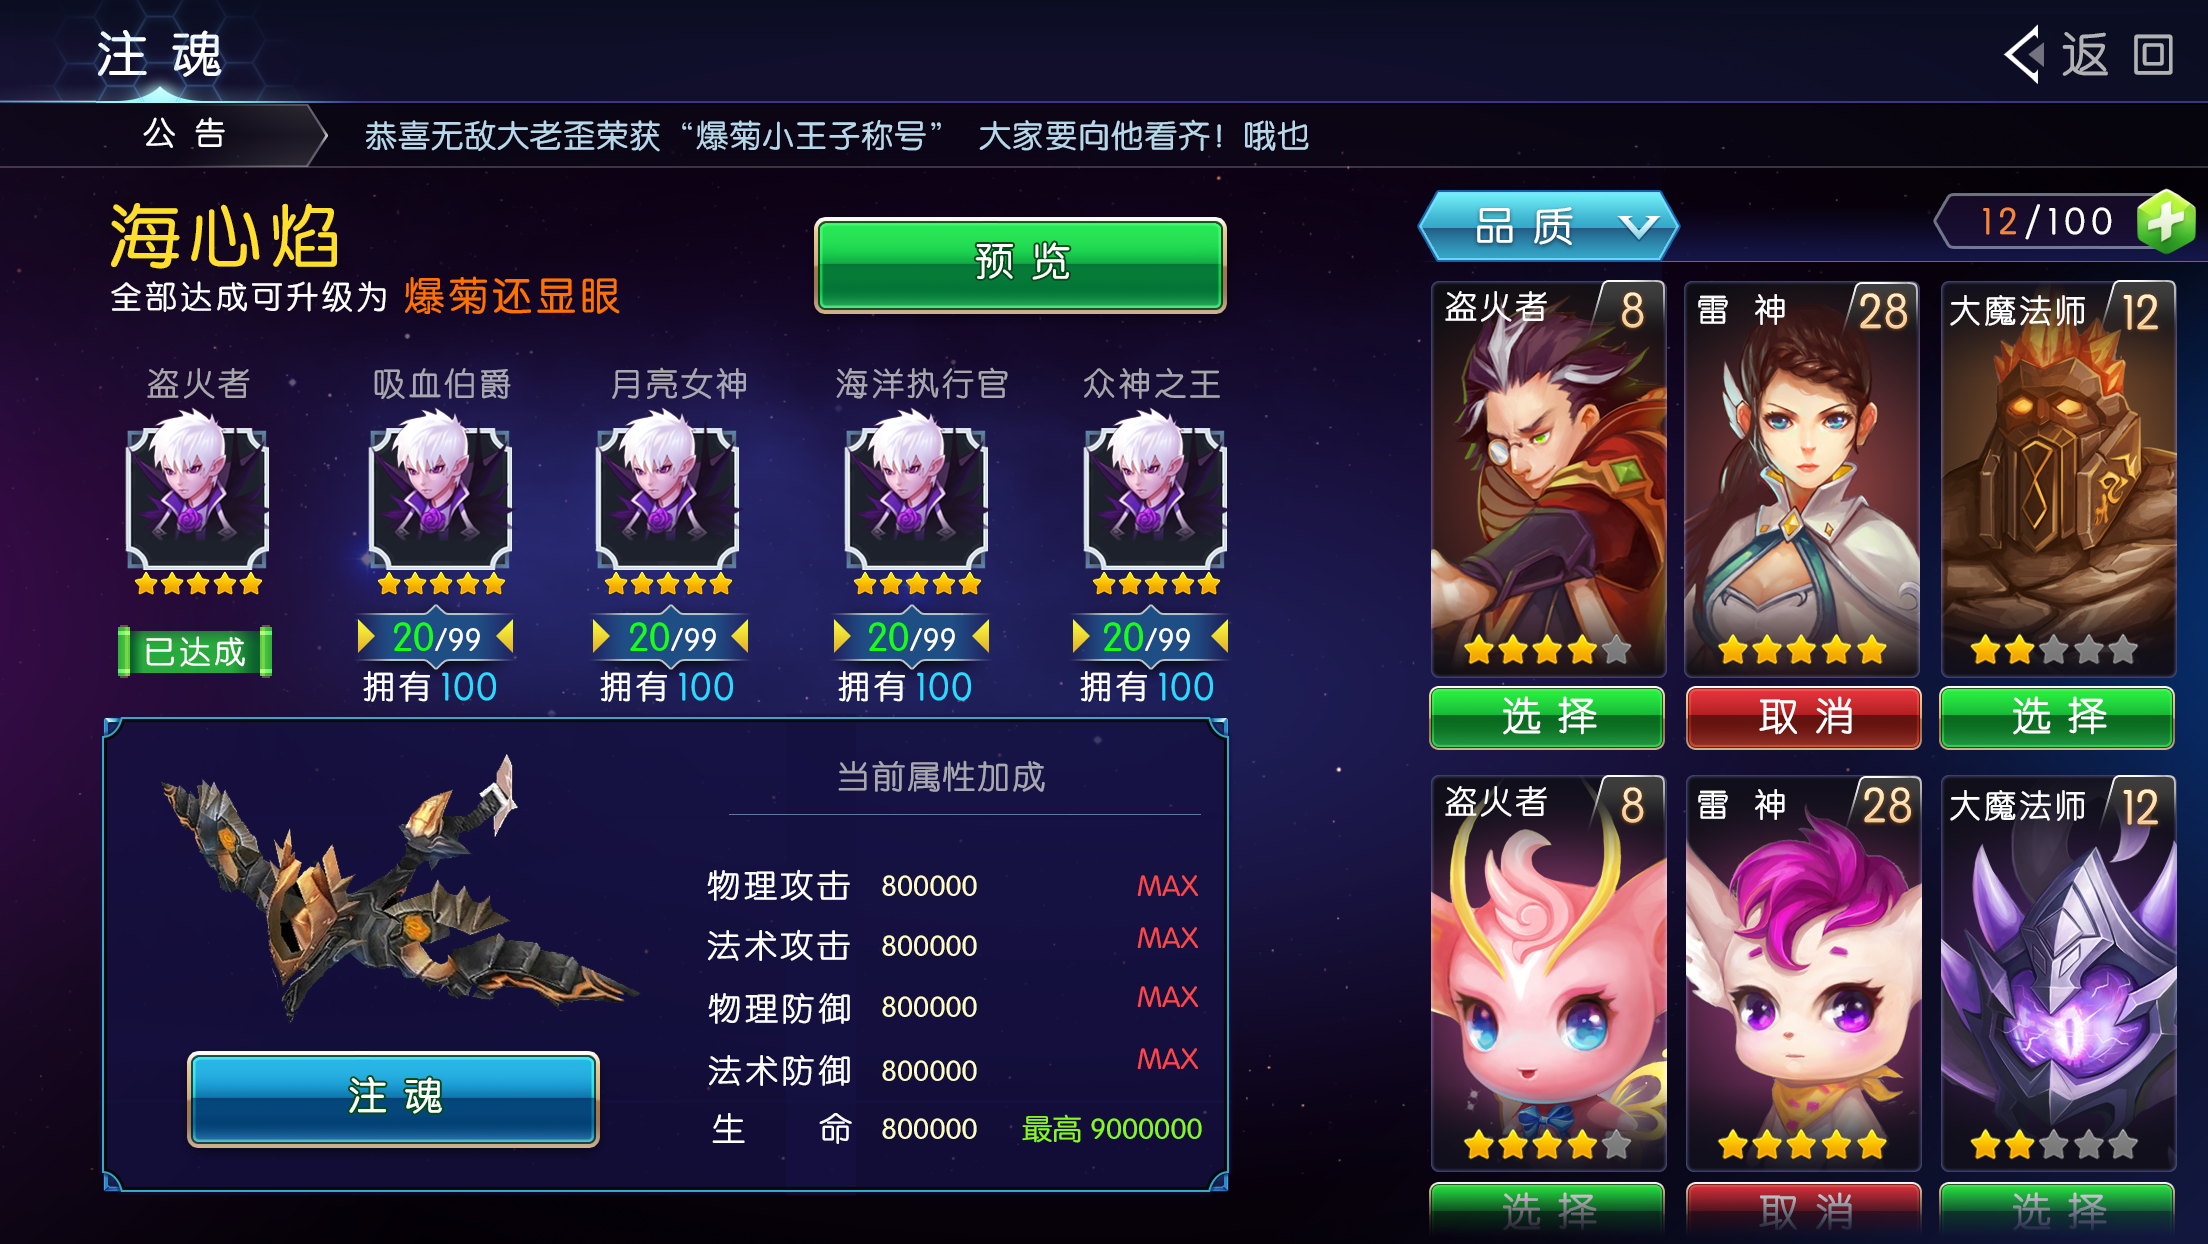 注 魂
返 回
公 告
恭喜无敌大老歪荣获“爆菊小王子称号” 大家要向他看齐！哦也
海心焰
全部达成可升级为 爆菊还显眼
预 览
盗火者 吸血伯爵 月亮女神 海洋执行官 众神之王
已达成 20/99 20/99 20/99 20/99
拥有100 拥有100 拥有100 拥有100
当前属性加成
物理攻击 800000 MAX
法术攻击 800000 MAX
物理防御 800000 MAX
法术防御 800000 MAX
生 命 800000 最高 9000000
注 魂
品 质
12/100
盗火者 8 雷 神 28 大魔法师 12
选 择 取 消 选 择
盗火者 8 雷 神 28 大魔法师 12
选 择 取 消 选 择